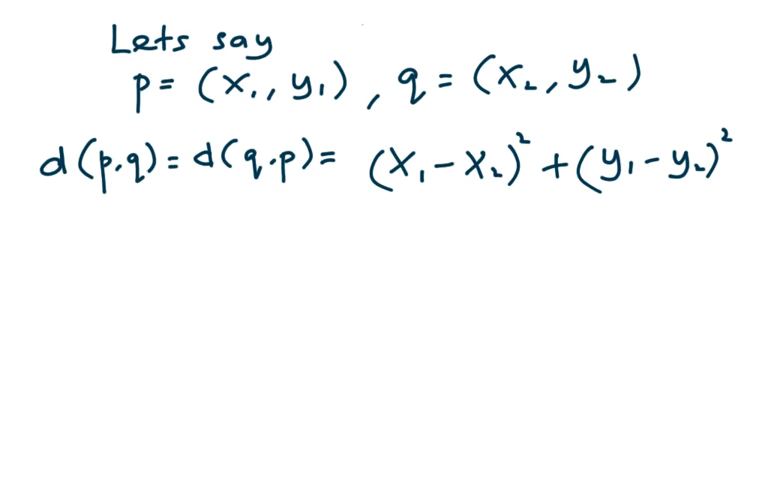 Lets say
p = (x₁, y₁), q = (x₂, y₂)
d(p.q) = d(q.p) = (x₁ - x₂)² + (y₁ - y₂)²